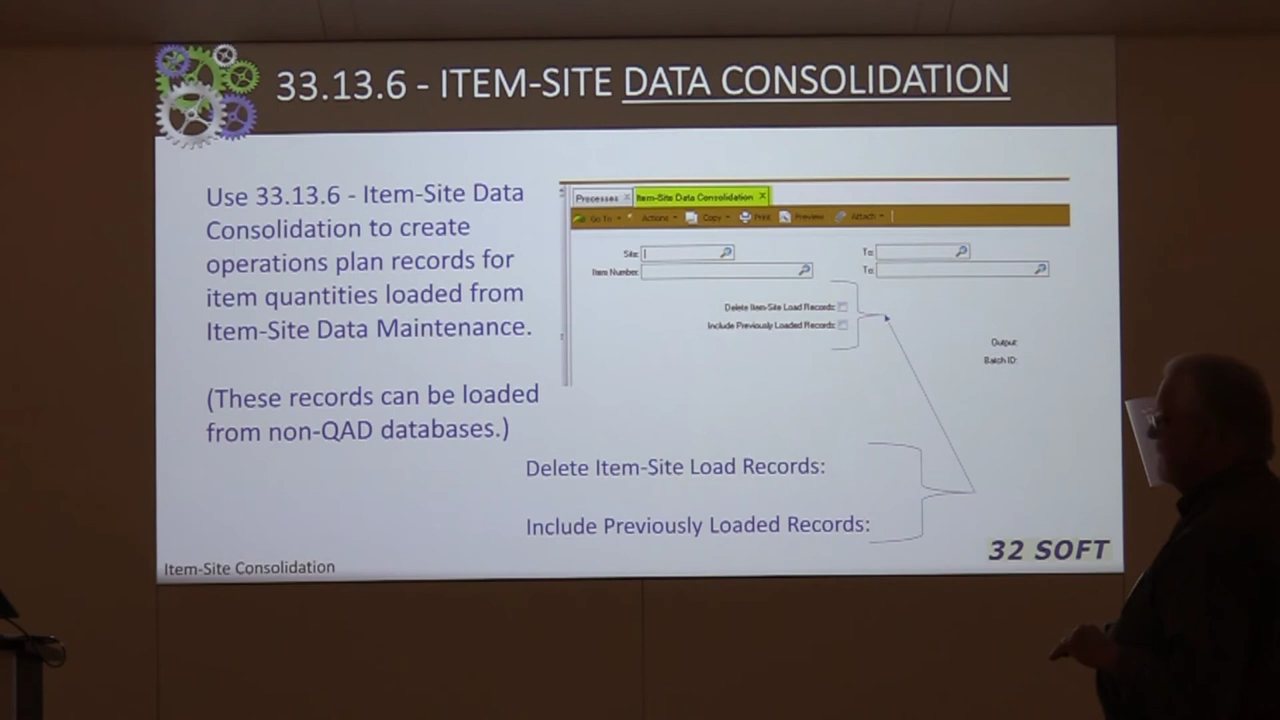 33.13.6 - ITEM-SITE DATA CONSOLIDATION
Use 33.13.6 - Item-Site Data
Consolidation to create
operations plan records for
item quantities loaded from
Item-Site Data Maintenance.
(These records can be loaded
from non-QAD databases.)
Processes × Item-Site Data Consolidation ×
Go To Actions Copy Print Preview Attach
Site: To:
Item Number: To:
Delete Item-Site Load Records:
Include Previously Loaded Records:
Output:
Batch ID:
Delete Item-Site Load Records:
Include Previously Loaded Records:
32 SOFT
Item-Site Consolidation